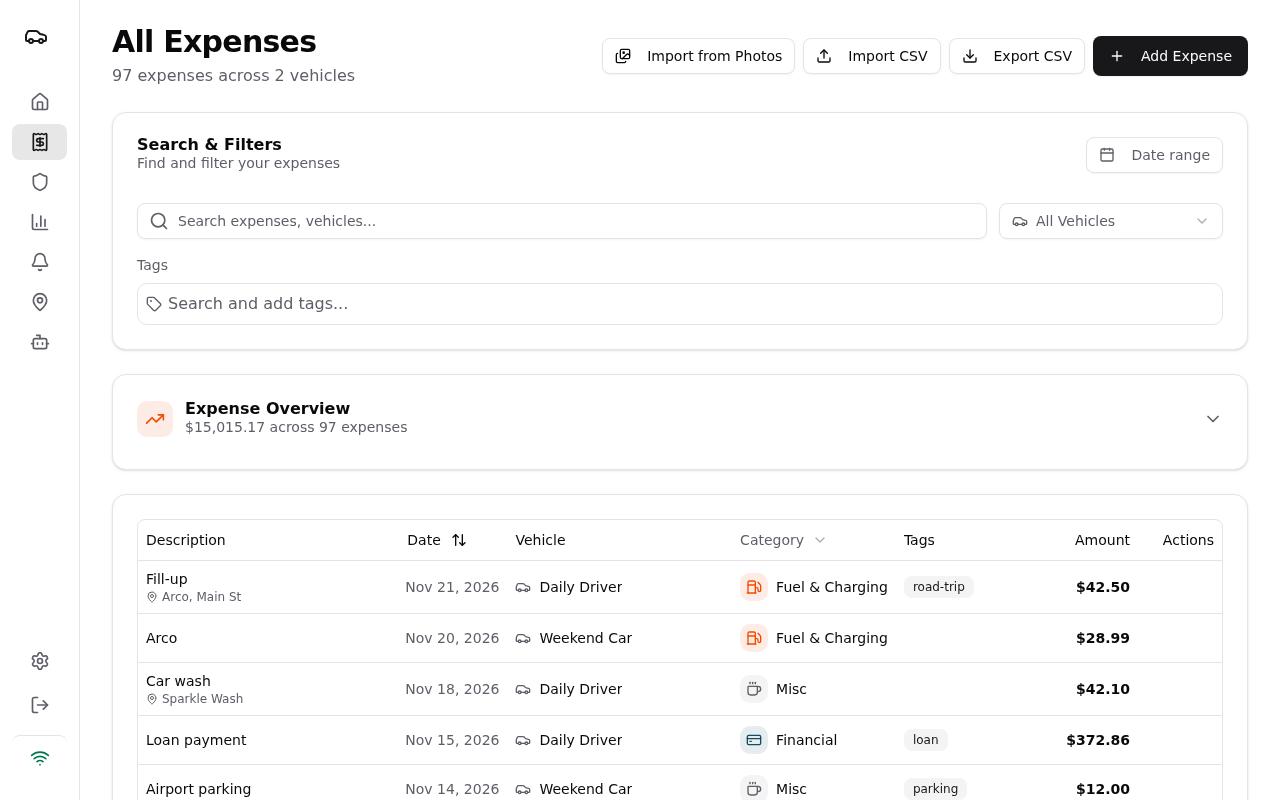 All Expenses
97 expenses across 2 vehicles
Import from Photos
Import CSV
Export CSV
Add Expense
Search & Filters
Find and filter your expenses
Date range
Search expenses, vehicles...
All Vehicles
Tags
Search and add tags...
Expense Overview
$15,015.17 across 97 expenses
Description Date Vehicle Category Tags Amount Actions
Fill-up
Arco, Main St
Nov 21, 2026 Daily Driver Fuel & Charging road-trip $42.50
Arco Nov 20, 2026 Weekend Car Fuel & Charging $28.99
Car wash
Sparkle Wash
Nov 18, 2026 Daily Driver Misc $42.10
Loan payment Nov 15, 2026 Daily Driver Financial loan $372.86
Airport parking Nov 14, 2026 Weekend Car Misc parking $12.00